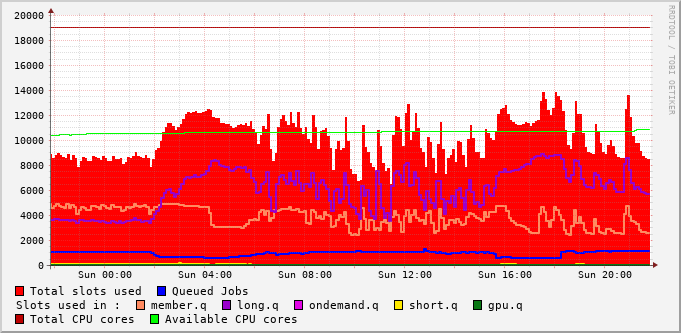 RRDTOOL / TOBI OETIKER
20000
18000
16000
14000
12000
10000
8000
6000
4000
2000
0
Sun 00:00 Sun 04:00 Sun 08:00 Sun 12:00 Sun 16:00 Sun 20:00
Total slots used Queued Jobs
Slots used in : member.q long.q ondemand.q short.q gpu.q
Total CPU cores Available CPU cores